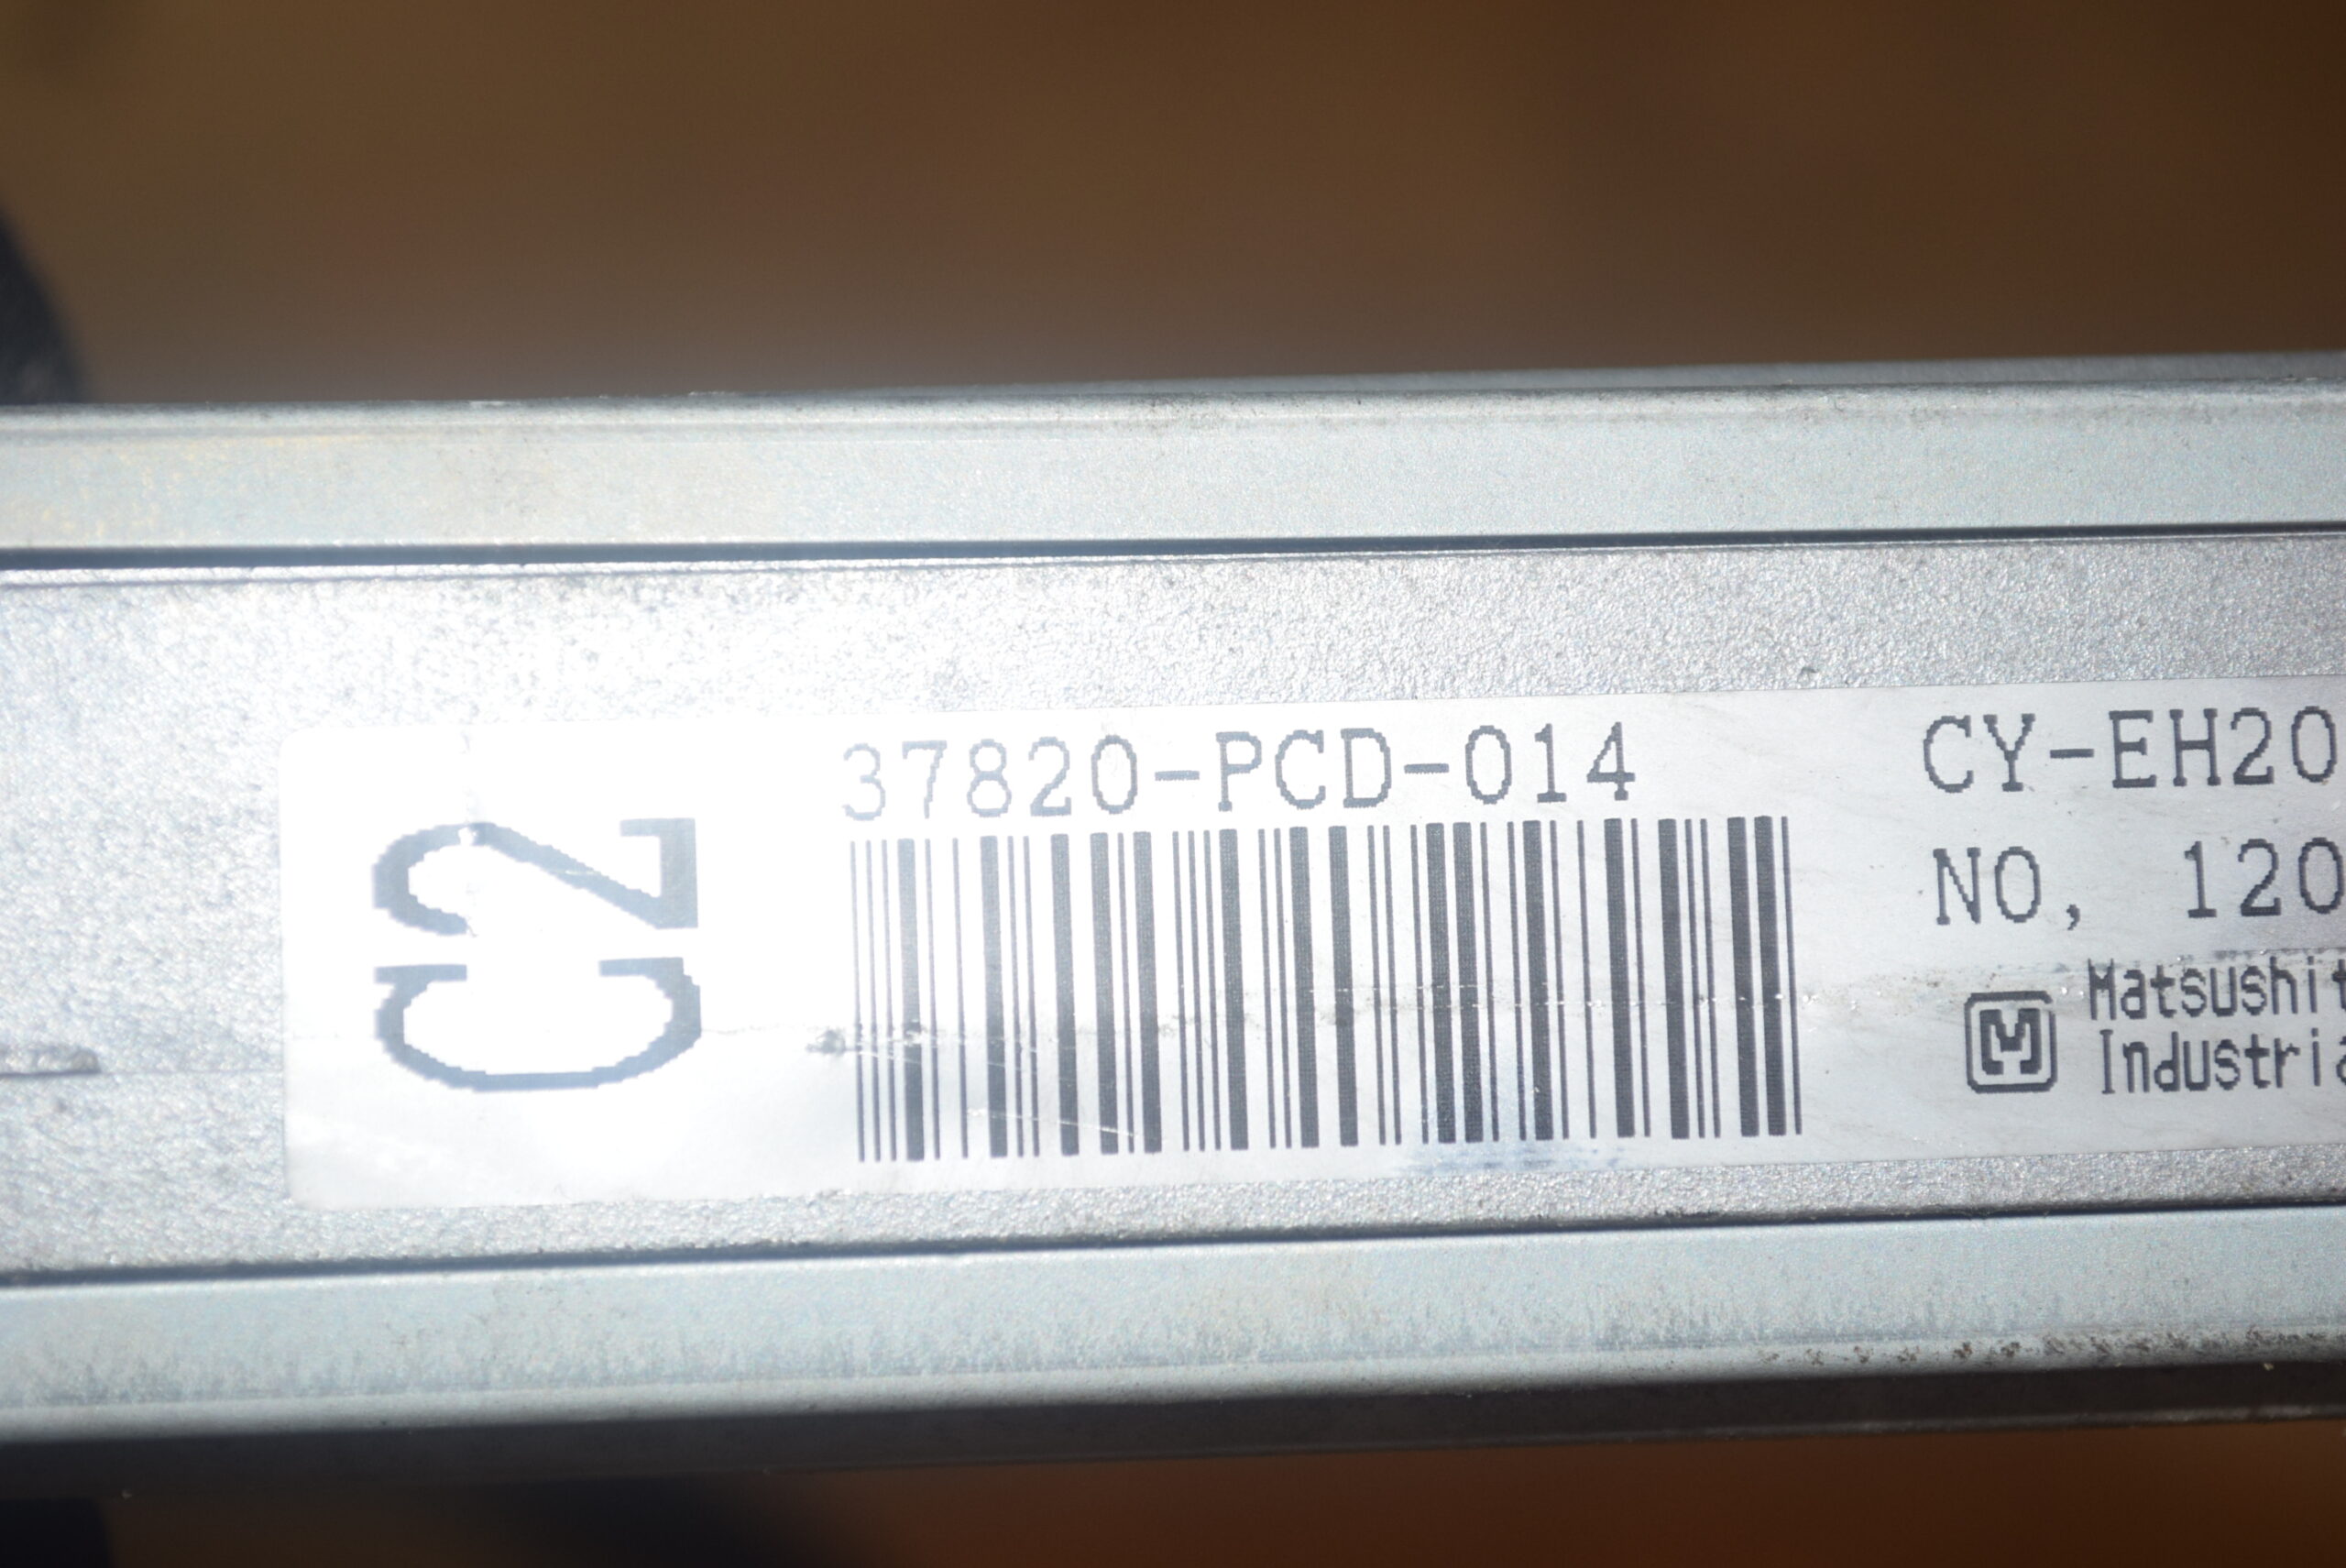 C2
37820-PCD-014
CY-EH20
NO, 120
M
Matsushit
Industria